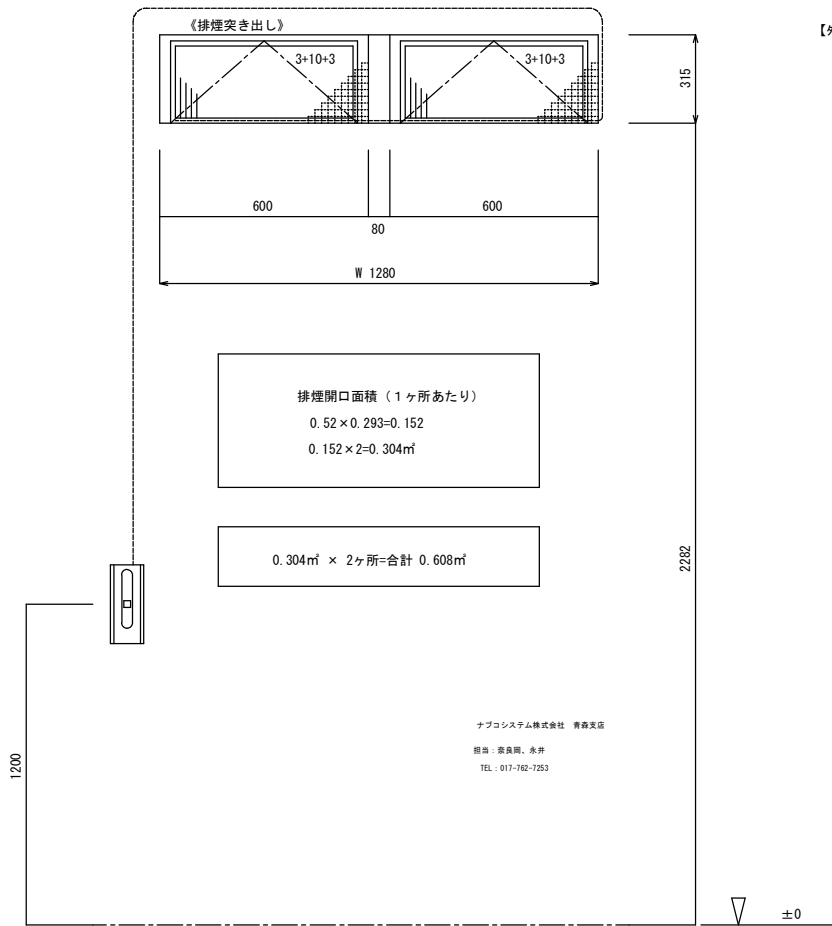 《排煙突き出し》
【外
3+10+3
3+10+3
315
600
600
80
W 1280
排煙開口面積（1ヶ所あたり）
0.52×0.293=0.152
0.152×2=0.304㎡
0.304㎡ × 2ヶ所=合計 0.608㎡
2282
1200
ナブコシステム株式会社 青森支店
担当：奈良岡、永井
TEL：017-762-7253
±0